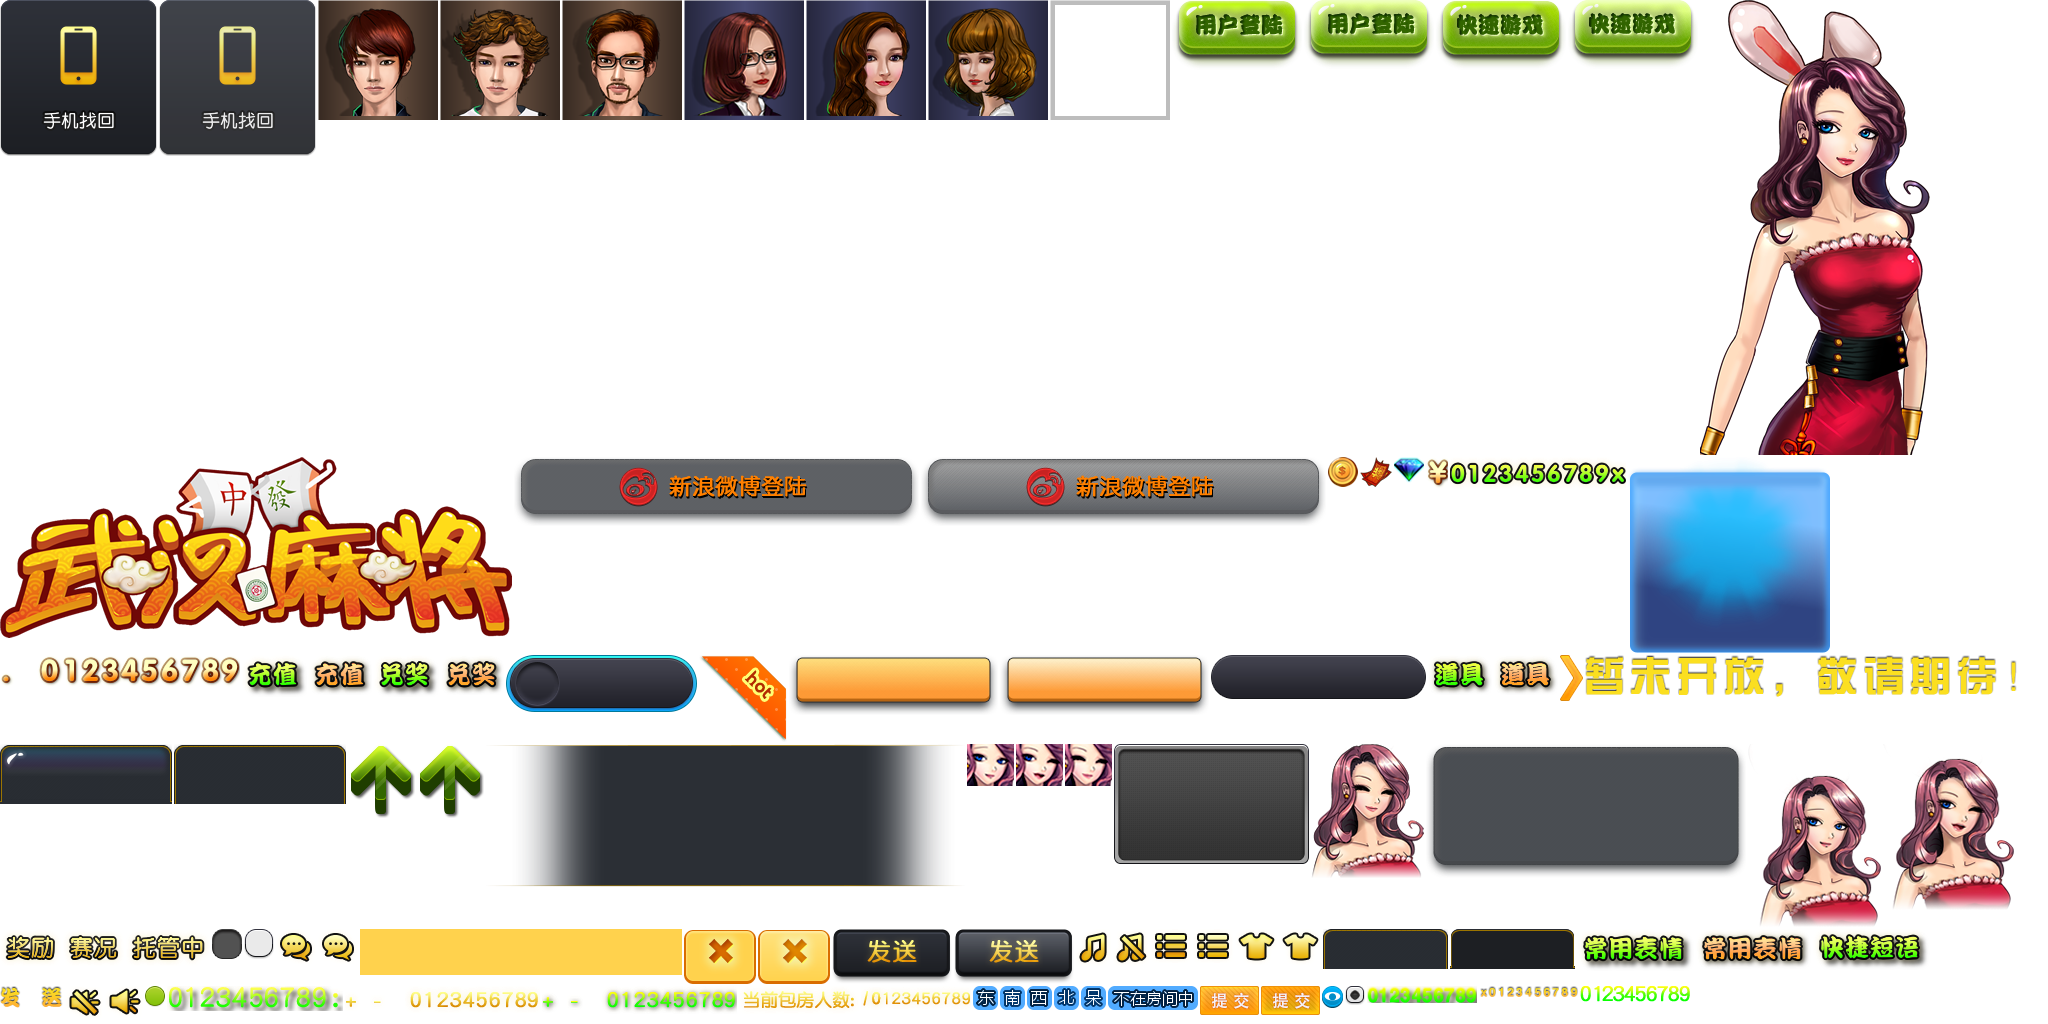 手机找回
手机找回
用户登陆
用户登陆
快速游戏
快速游戏
中
發
武汉麻将
新浪微博登陆
新浪微博登陆
¥0123456789x
. 0123456789
充值
充值
兑奖
兑奖
hot
道具
道具
暂未开放，敬请期待！
奖励
赛况
托管中
发送
发送
常用表情
常用表情
快捷短语
发 送
0123456789:
+ - 0123456789
+ - 0123456789
当前包房人数: /0123456789
东
南
西
北
呆
不在房间中
提交
提交
0123456789
x0123456789
0123456789